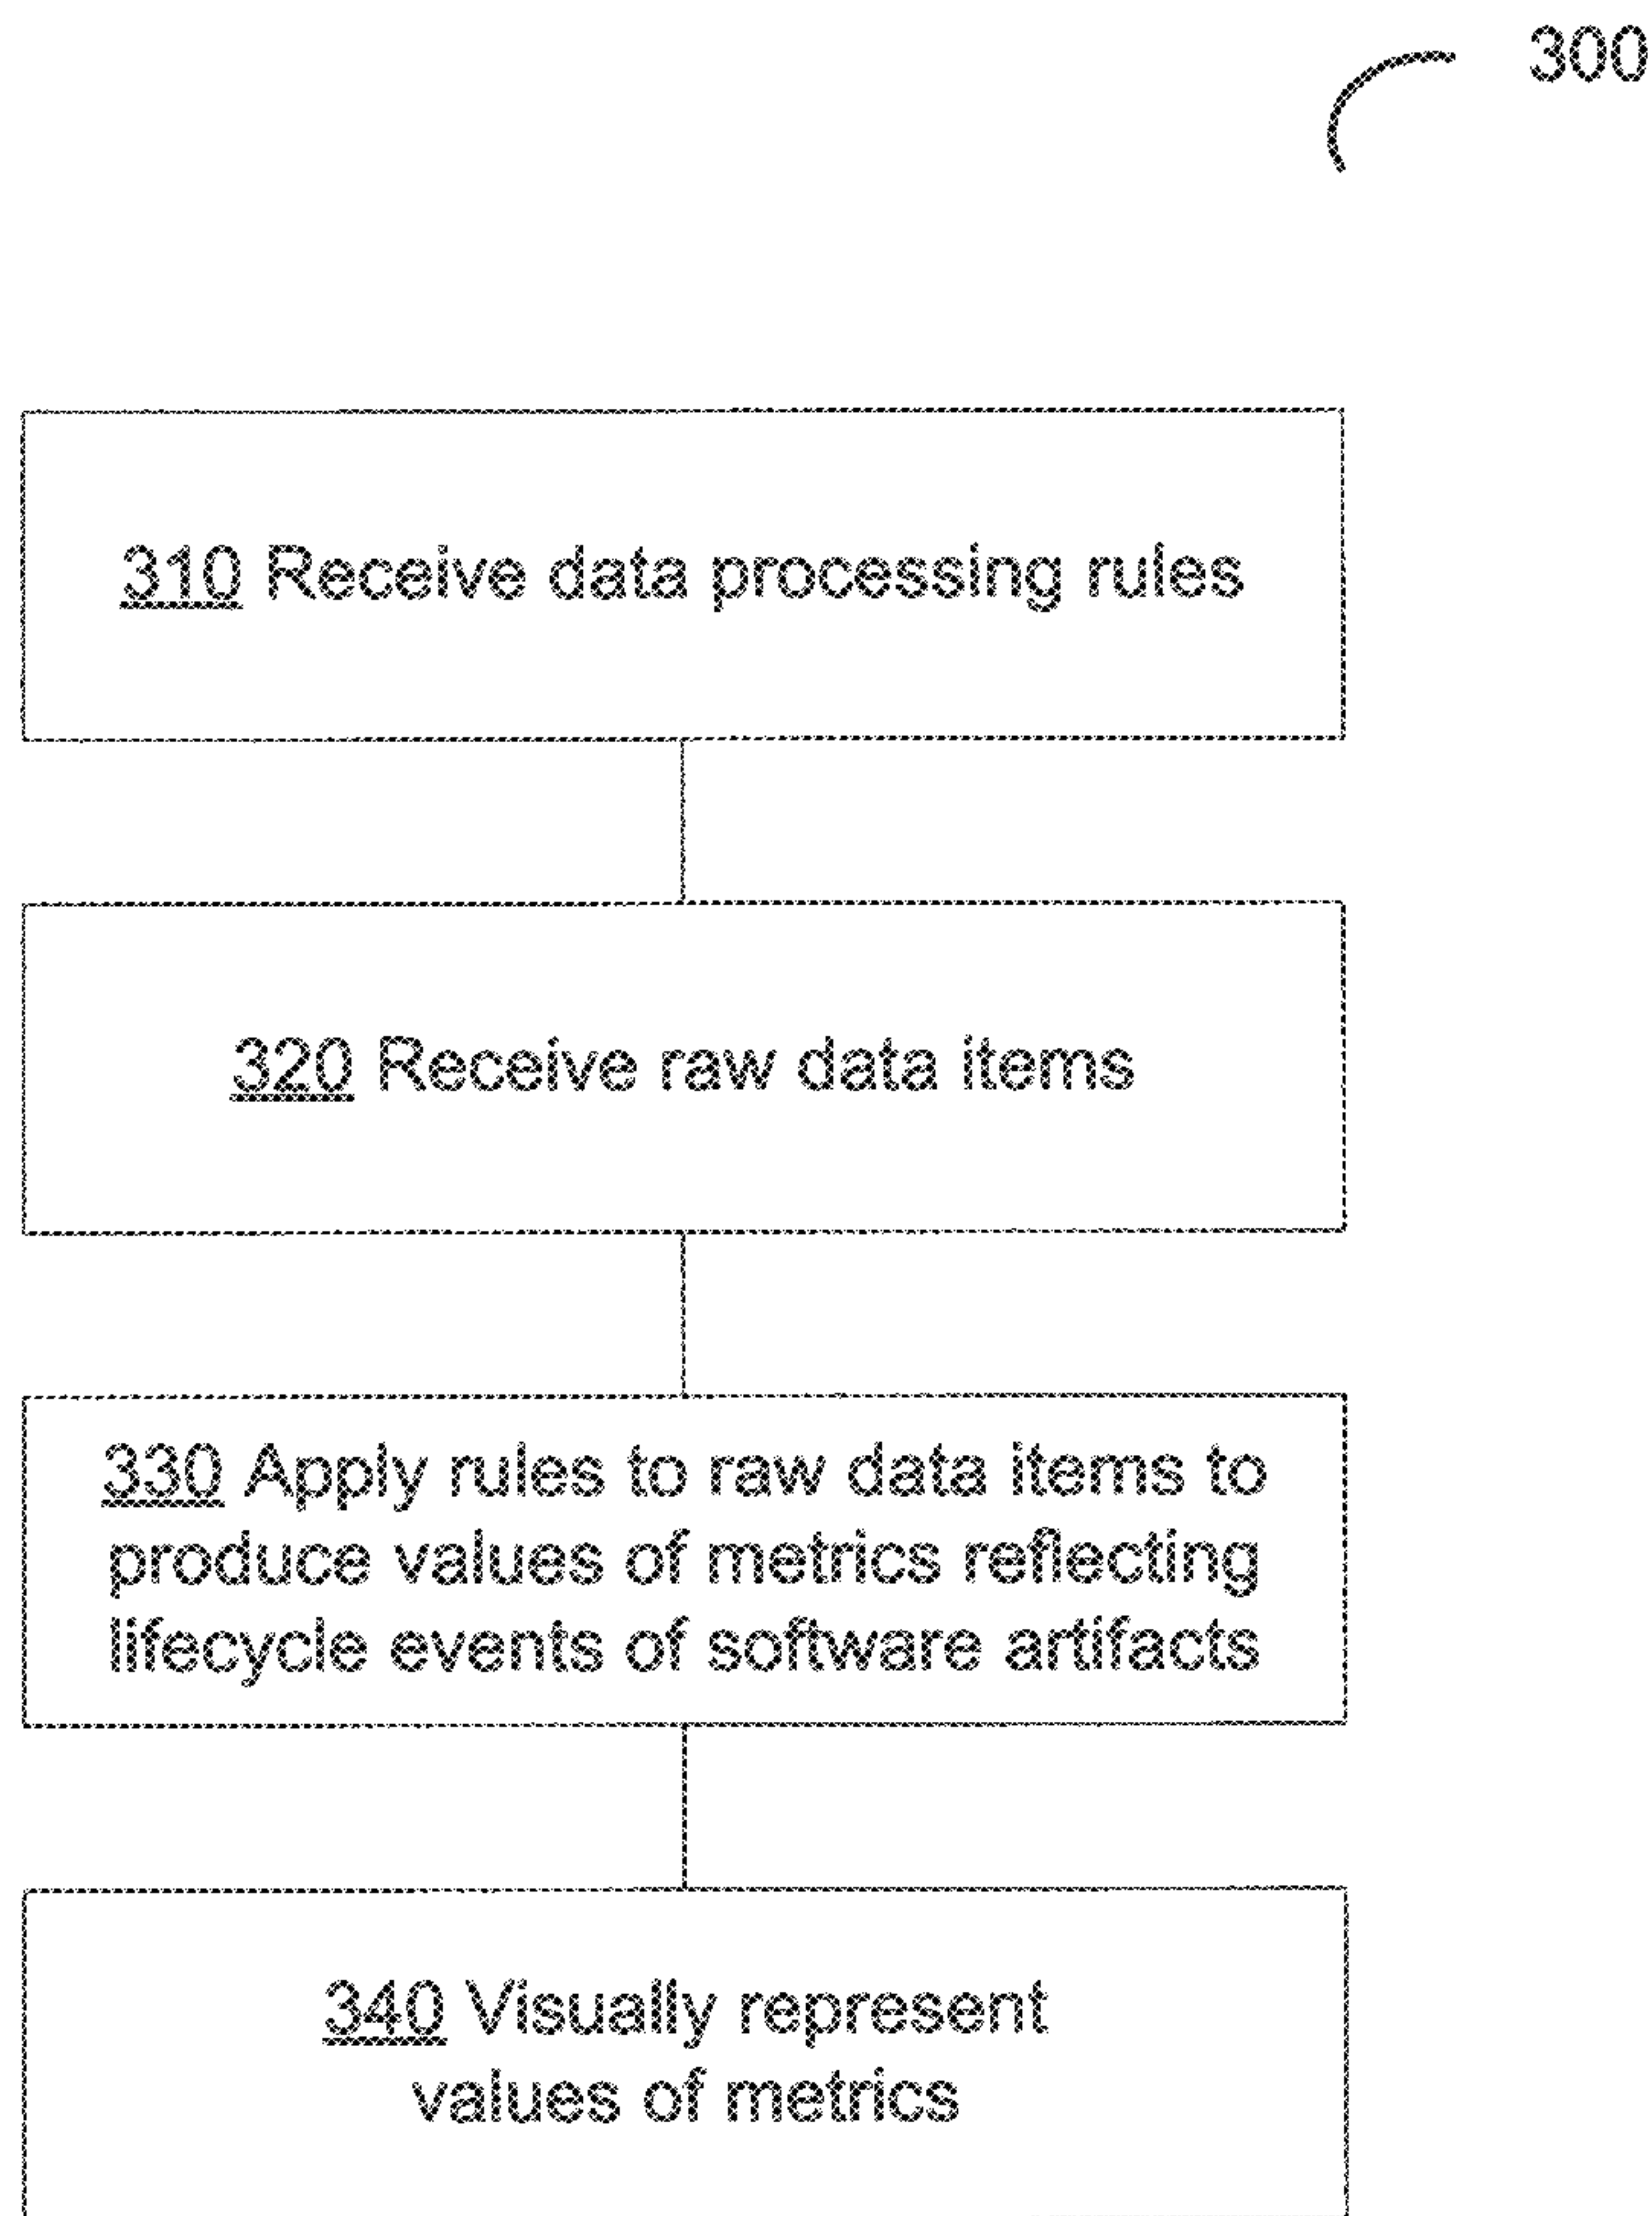 300
310 Receive data processing rules
320 Receive raw data items
330 Apply rules to raw data items to
produce values of metrics reflecting
lifecycle events of software artifacts
340 Visually represent
values of metrics